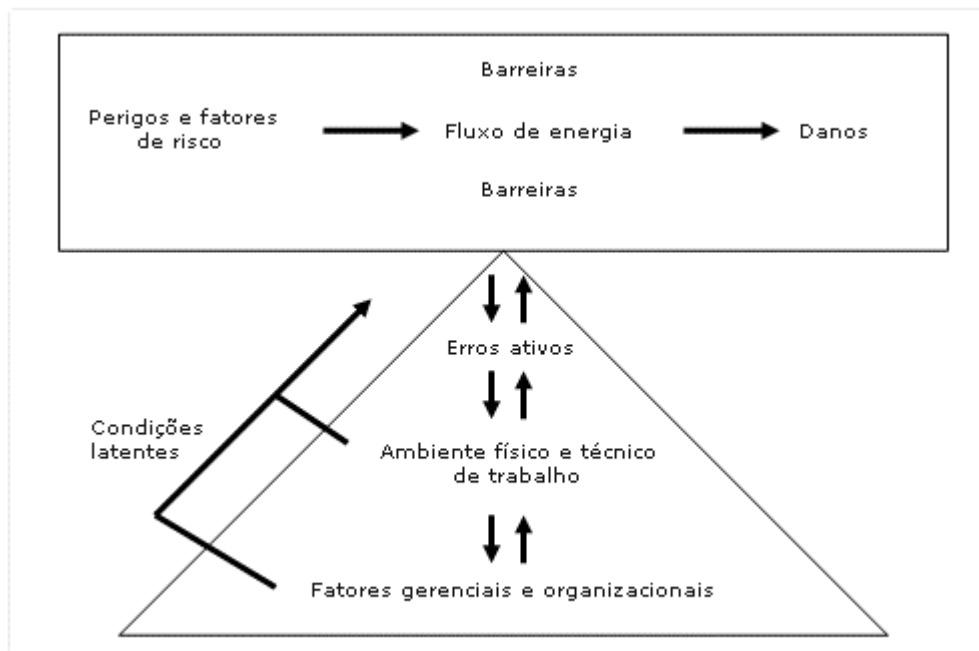 Barreiras
Perigos e fatores
de risco
Fluxo de energia
Danos
Barreiras
Erros ativos
Condições
latentes
Ambiente físico e técnico
de trabalho
Fatores gerenciais e organizacionais